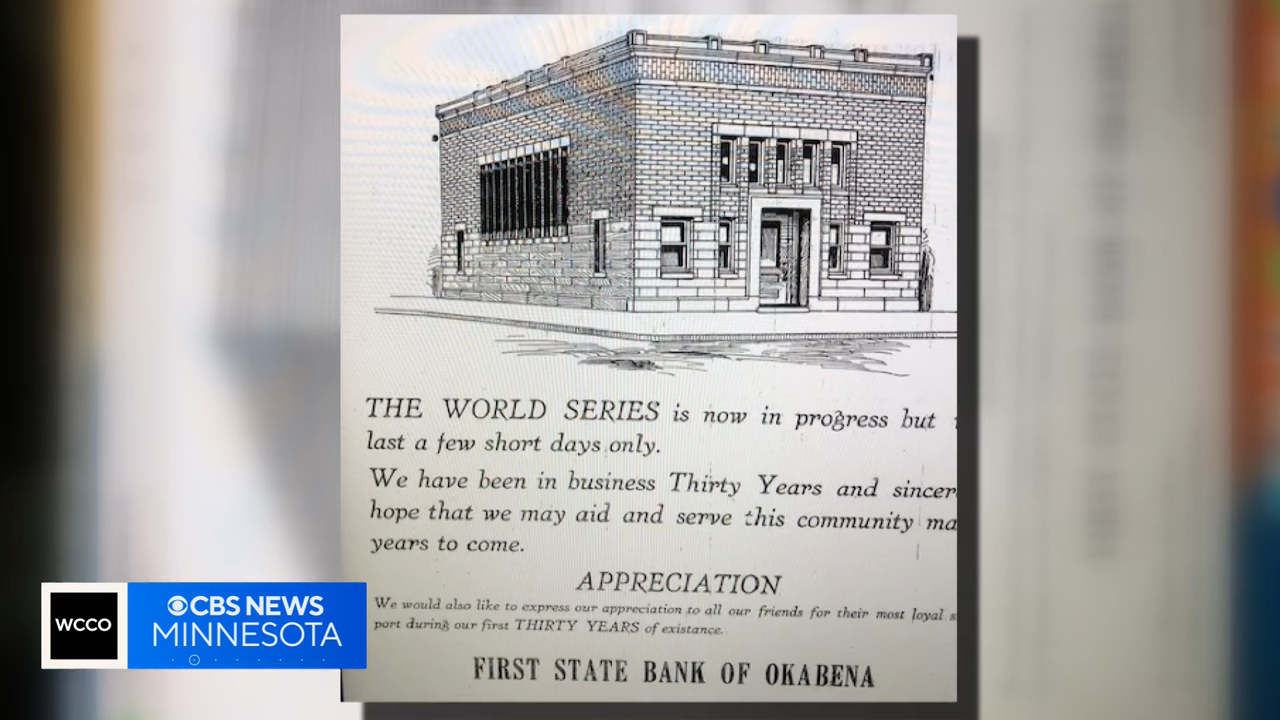 THE WORLD SERIES is now in progress but
last a few short days only.
We have been in business Thirty Years and sincer
hope that we may aid and serve this community ma
years to come.
APPRECIATION
We would also like to express our appreciation to all our friends for their most loyal s
port during our first THIRTY YEARS of existance.
FIRST STATE BANK OF OKABENA
WCCO
CBS NEWS
MINNESOTA